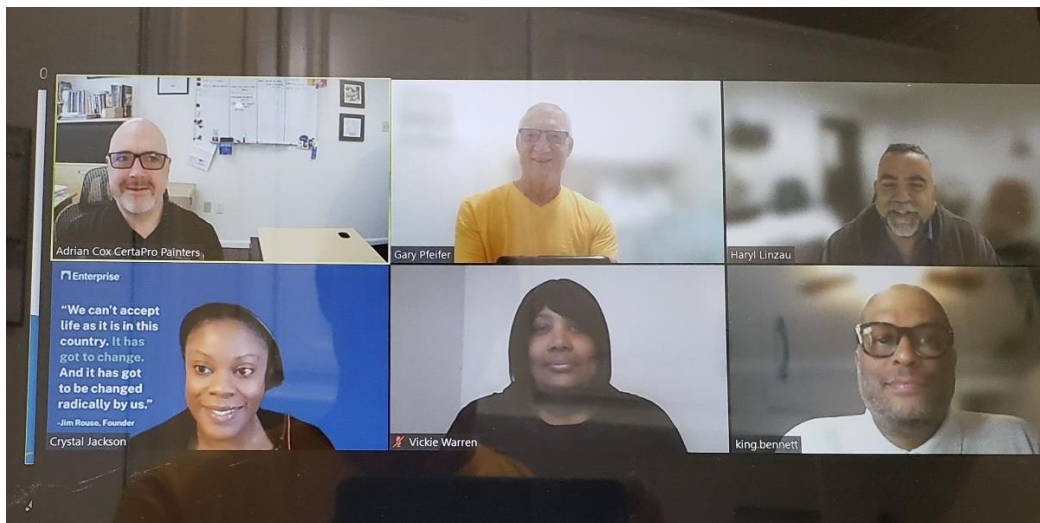 0
Adrian Cox CertaPro Painters
Gary Pfeifer
Haryl Linzau
Enterprise
“We can't accept
life as it is in this
country. It has
got to change.
And it has got
to be changed
radically by us.”
-Jim Rouse, Founder
Crystal Jackson
Vickie Warren
king.bennett